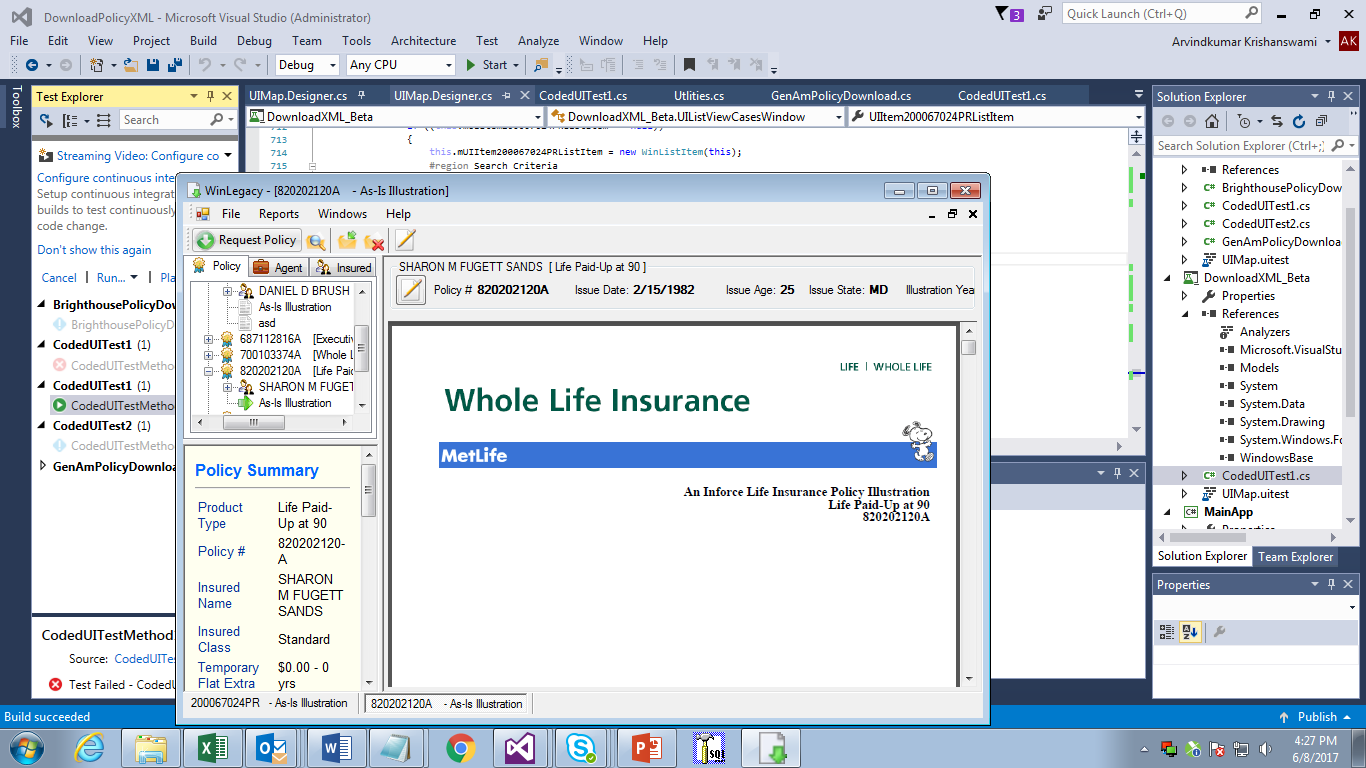 DownloadPolicyXML - Microsoft Visual Studio (Administrator)
3
Quick Launch (Ctrl+Q)
File Edit View Project Build Debug Team Tools Architecture Test Analyze Window Help
Arvindkumar Krishanswami AK
Debug Any CPU Start
Toolbox
Test Explorer
Search
Streaming Video: Configure co
Configure continuous inte
Setup continuous integrat
builds to test continuously
code change.
Don't show this again
Cancel Run... Pla
BrighthousePolicyDow
BrighthousePolicyD
CodedUITest1 (1)
CodedUITestMetho
CodedUITest1 (1)
CodedUITestMetho
CodedUITest2 (1)
CodedUITestMetho
GenAmPolicyDownloa
CodedUITestMethod
Source: CodedUITe
Test Failed - CodedU
UIMap.Designer.cs UIMap.Designer.cs CodedUITest1.cs Utlities.cs GenAmPolicyDownload.cs CodedUITest1.cs
DownloadXML_Beta DownloadXML_Beta.UIListViewCasesWindow UIItem200067024PRListItem
712
713 {
714 this.mUIItem200067024PRListItem = new WinListItem(this);
715 #region Search Criteria
WinLegacy - [820202120A - As-Is Illustration]
File Reports Windows Help
Request Policy
Policy Agent Insured
DANIEL D BRUSH
As-Is Illustration
asd
687112816A [Executiv
700103374A [Whole L
820202120A [Life Paid
SHARON M FUGET
As-Is Illustration
Policy Summary
Product Type Life Paid-Up at 90
Policy # 820202120-A
Insured Name SHARON M FUGETT SANDS
Insured Class Standard
Temporary Flat Extra $0.00 - 0 yrs
SHARON M FUGETT SANDS [ Life Paid-Up at 90 ]
Policy # 820202120A Issue Date: 2/15/1982 Issue Age: 25 Issue State: MD Illustration Yea
LIFE | WHOLE LIFE
Whole Life Insurance
MetLife
An Inforce Life Insurance Policy Illustration
Life Paid-Up at 90
820202120A
200067024PR - As-Is Illustration 820202120A - As-Is Illustration
Solution Explorer
Search Solution Explorer (Ctrl+;)
References
BrighthousePolicyDow
CodedUITest1.cs
CodedUITest2.cs
GenAmPolicyDownloa
UIMap.uitest
DownloadXML_Beta
Properties
References
Analyzers
Microsoft.VisualStu
Models
System
System.Data
System.Drawing
System.Windows.Fo
WindowsBase
CodedUITest1.cs
UIMap.uitest
MainApp
Properties
Solution Explorer Team Explorer
Properties
Build succeeded
Publish
SQL
4:27 PM
6/8/2017